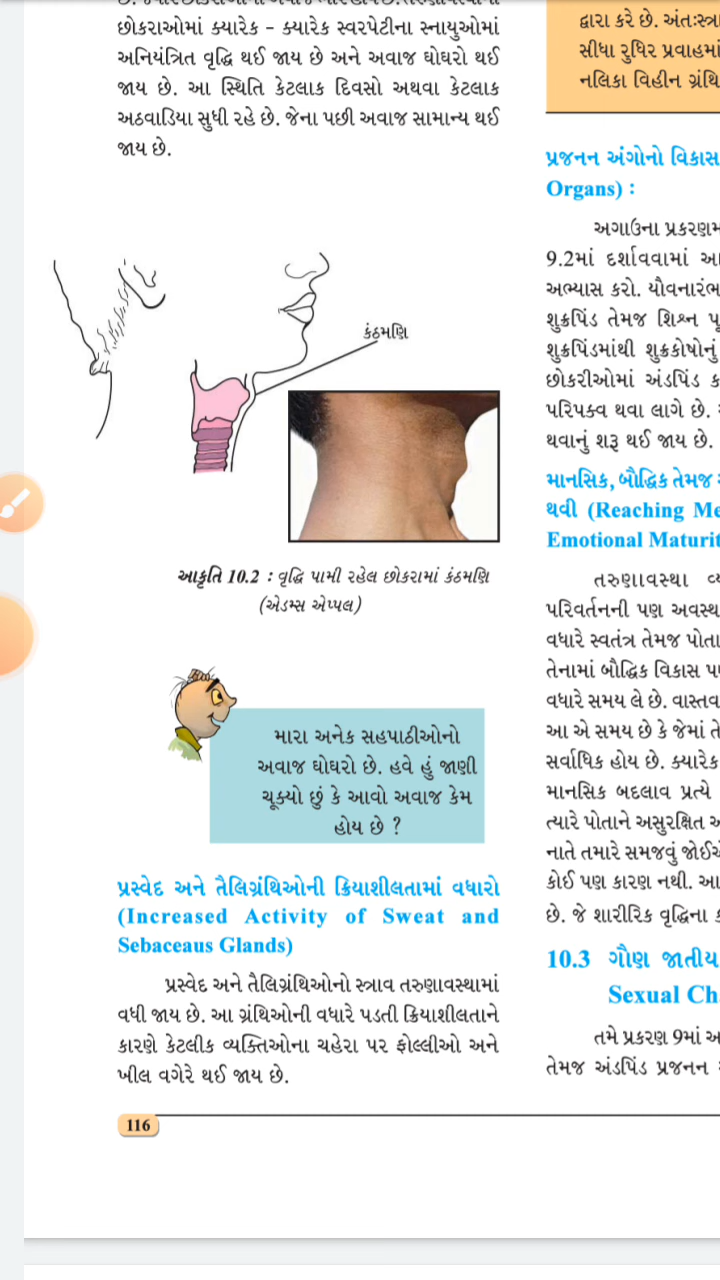 છોકરાઓમાં ક્યારેક - ક્યારેક સ્વરપેટીના સ્નાયુઓમાં
અનિયંત્રિત વૃદ્ધિ થઈ જાય છે અને અવાજ ઘોઘરો થઈ
જાય છે. આ સ્થિતિ કેટલાક દિવસો અથવા કેટલાક
અઠવાડિયા સુધી રહે છે. જેના પછી અવાજ સામાન્ય થઈ
જાય છે.
કંઠમણિ
આકૃતિ 10.2 : વૃદ્ધિ પામી રહેલ છોકરામાં કંઠમણિ
(એડમ્સ એપ્પલ)
મારા અનેક સહપાઠીઓનો
અવાજ ઘોઘરો છે. હવે હું જાણી
ચૂક્યો છું કે આવો અવાજ કેમ
હોય છે ?
પ્રસ્વેદ અને તૈલિગ્રંથિઓની ક્રિયાશીલતામાં વધારો
(Increased Activity of Sweat and
Sebaceaus Glands)
પ્રસ્વેદ અને તૈલિગ્રંથિઓનો સ્ત્રાવ તરુણાવસ્થામાં
વધી જાય છે. આ ગ્રંથિઓની વધારે પડતી ક્રિયાશીલતાને
કારણે કેટલીક વ્યક્તિઓના ચહેરા પર ફોલ્લીઓ અને
ખીલ વગેરે થઈ જાય છે.
116
દ્વારા કરે છે. અંતઃસ્ત્રા
સીધા રુધિર પ્રવાહમાં
નલિકા વિહીન ગ્રંથિ
પ્રજનન અંગોનો વિકાસ
Organs) :
અગાઉના પ્રકરણમ
9.2માં દર્શાવવામાં આ
અભ્યાસ કરો. યૌવનારંભ
શુક્રપિંડ તેમજ શિશ્ન પૂ
શુક્રપિંડમાંથી શુક્રકોષોનું
છોકરીઓમાં અંડપિંડ ક
પરિપક્વ થવા લાગે છે.
થવાનું શરૂ થઈ જાય છે.
માનસિક, બૌદ્ધિક તેમજ
થવી (Reaching Me
Emotional Maturit
તરુણાવસ્થા વ્ય
પરિવર્તનની પણ અવસ્થ
વધારે સ્વતંત્ર તેમજ પોતા
તેનામાં બૌદ્ધિક વિકાસ પણ
વધારે સમય લે છે. વાસ્તવ
આ એ સમય છે કે જેમાં તે
સર્વાધિક હોય છે. ક્યારેક
માનસિક બદલાવ પ્રત્યે
ત્યારે પોતાને અસુરક્ષિત અ
નાતે તમારે સમજવું જોઈએ
કોઈ પણ કારણ નથી. આ
છે. જે શારીરિક વૃદ્ધિના ક
10.3 ગૌણ જાતીય
Sexual Ch
તમે પ્રકરણ 9માં અ
તેમજ અંડપિંડ પ્રજનન